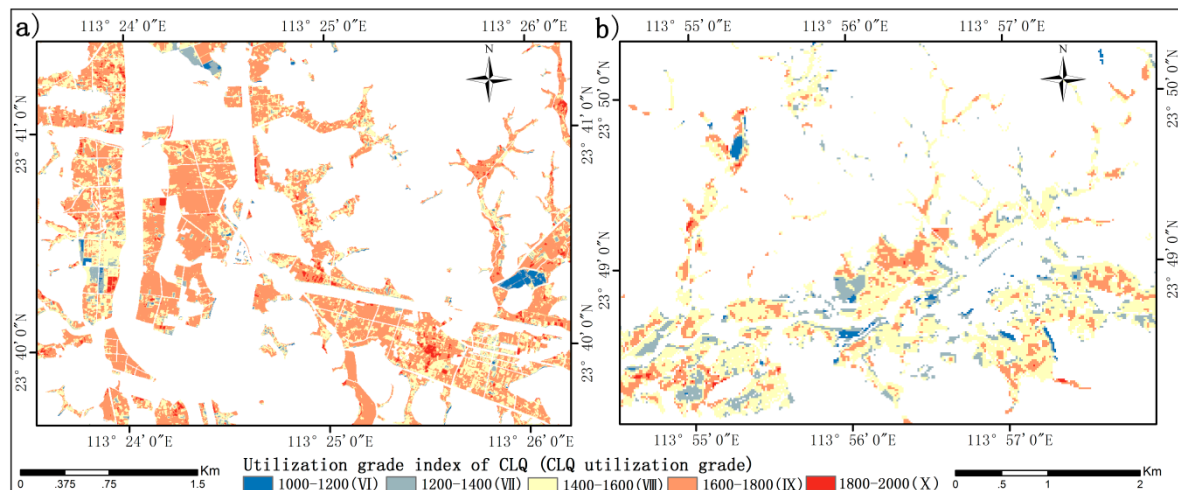 a)
113° 24′0″E 113° 25′0″E 113° 26′0″E
N
23° 41′0″N
23° 41′0″N
23° 40′0″N
23° 40′0″N
113° 24′0″E 113° 25′0″E 113° 26′0″E
b)
113° 55′0″E 113° 56′0″E 113° 57′0″E
N
23° 50′0″N
23° 50′0″N
23° 49′0″N
23° 49′0″N
113° 55′0″E 113° 56′0″E 113° 57′0″E
Utilization grade index of CLQ (CLQ utilization grade)
1000-1200(Ⅵ) 1200-1400(Ⅶ) 1400-1600(Ⅷ) 1600-1800(Ⅸ) 1800-2000(Ⅹ)
Km
0 .375 .75 1.5
Km
0 .5 1 2